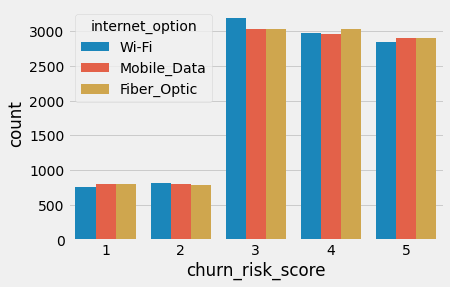 internet_option
Wi-Fi
Mobile_Data
Fiber_Optic
count
3000
2500
2000
1500
1000
500
0
1 2 3 4 5
churn_risk_score